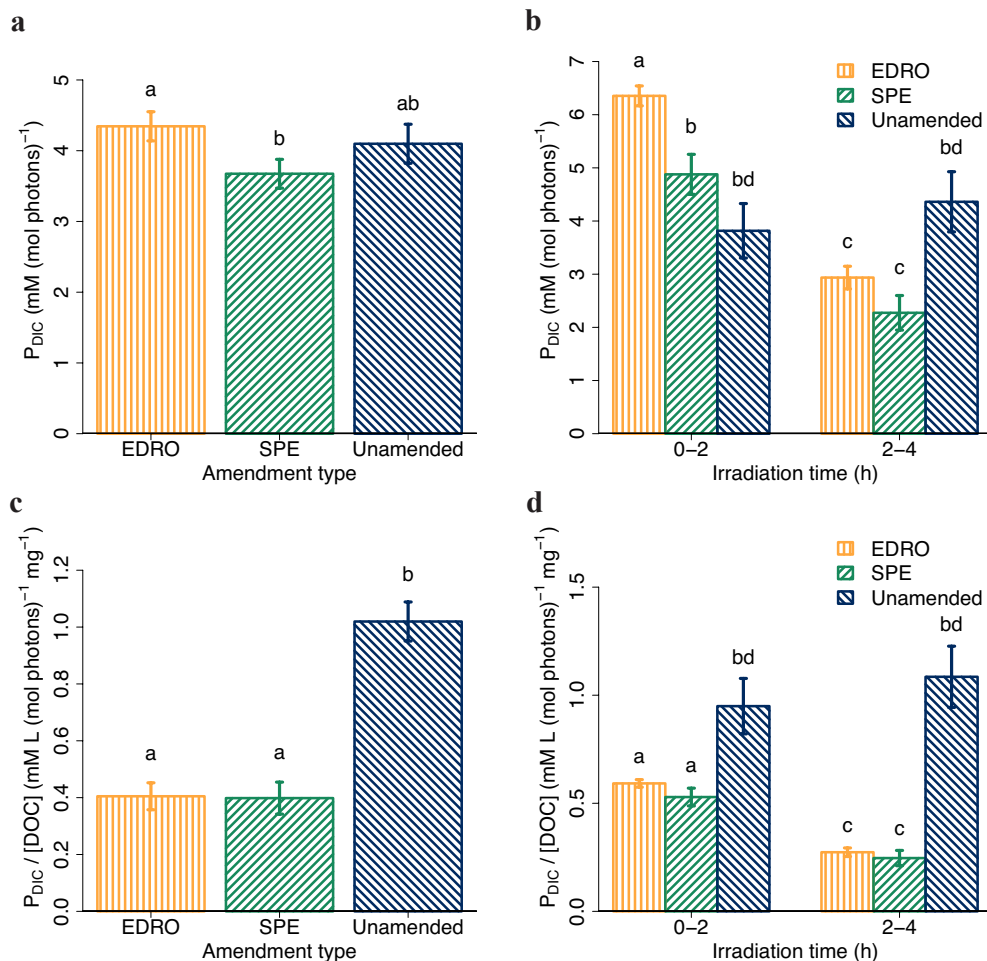 a
P_DIC (mM (mol photons)⁻¹)
5
4
3
2
1
0
a
b
ab
EDRO
SPE
Unamended
Amendment type
b
P_DIC (mM (mol photons)⁻¹)
7
6
5
4
3
2
1
0
EDRO
SPE
Unamended
a
b
bd
c
c
bd
0−2
2−4
Irradiation time (h)
c
P_DIC / [DOC] (mM L (mol photons)⁻¹ mg⁻¹)
1.2
1.0
0.8
0.6
0.4
0.2
0.0
a
a
b
EDRO
SPE
Unamended
Amendment type
d
P_DIC / [DOC] (mM L (mol photons)⁻¹ mg⁻¹)
1.5
1.0
0.5
0.0
EDRO
SPE
Unamended
a
a
bd
c
c
bd
0−2
2−4
Irradiation time (h)